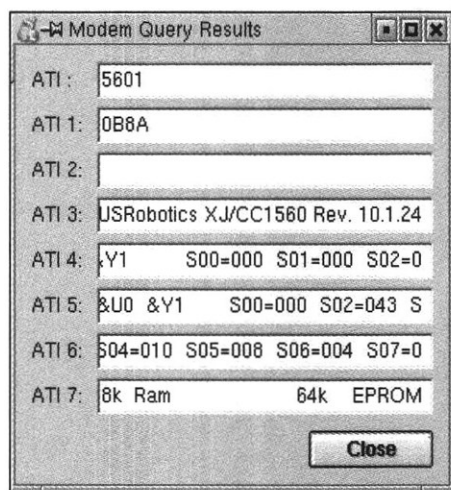 Modem Query Results
ATI : 5601
ATI 1: 0B8A
ATI 2:
ATI 3: USRobotics XJ/CC1560 Rev. 10.1.24
ATI 4: &Y1 S00=000 S01=000 S02=0
ATI 5: &U0 &Y1 S00=000 S02=043 S
ATI 6: S04=010 S05=008 S06=004 S07=0
ATI 7: 8k Ram 64k EPROM
Close